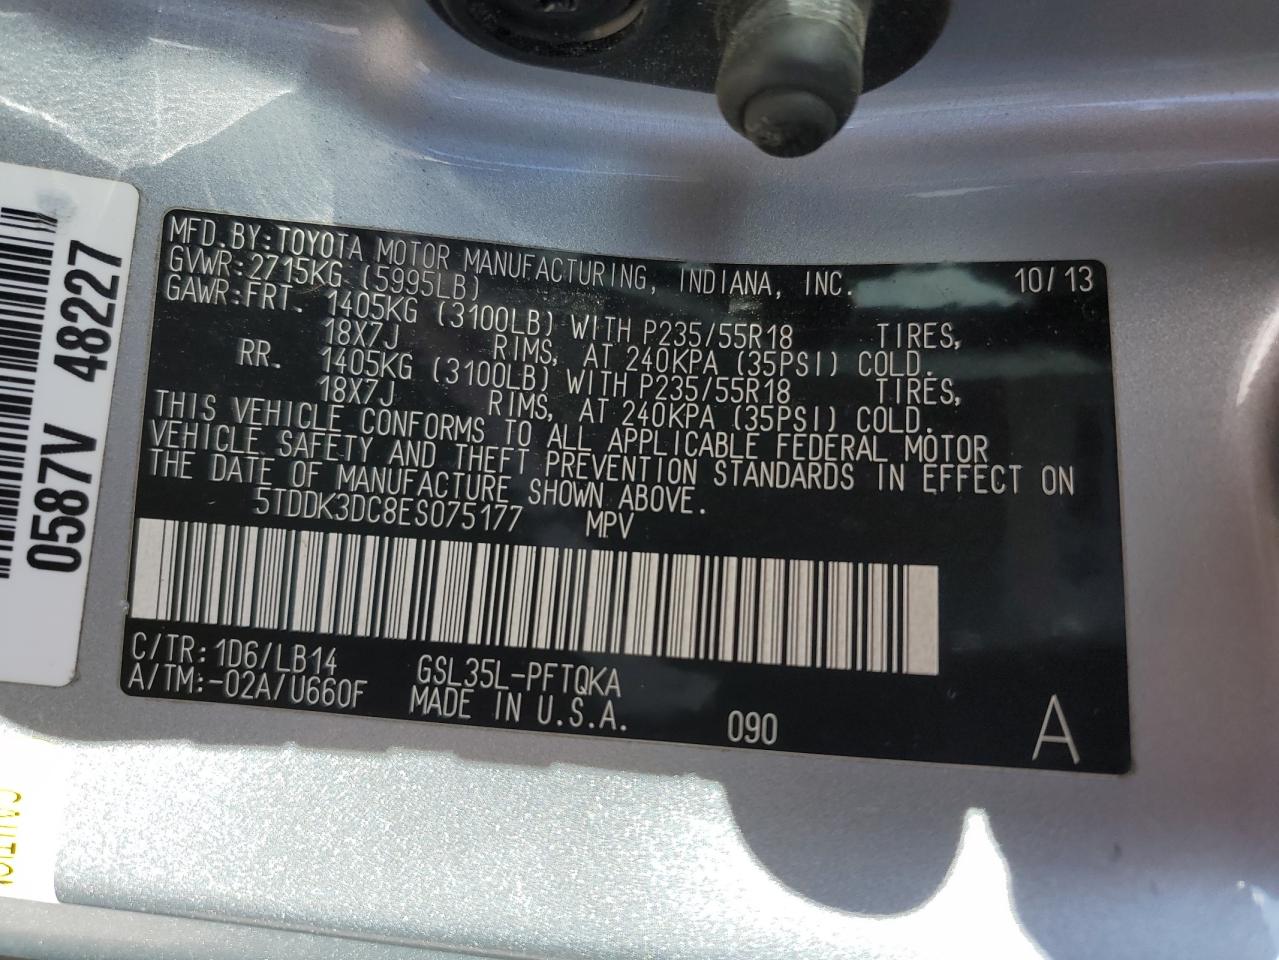 MFD.BY:TOYOTA MOTOR MANUFACTURING, INDIANA, INC. 10/13
GVWR:2715KG (5995LB)
GAWR:FRT. 1405KG (3100LB) WITH P235/55R18 TIRES,
18X7J RIMS, AT 240KPA (35PSI) COLD.
RR. 1405KG (3100LB) WITH P235/55R18 TIRES,
18X7J RIMS, AT 240KPA (35PSI) COLD.
THIS VEHICLE CONFORMS TO ALL APPLICABLE FEDERAL MOTOR
VEHICLE SAFETY AND THEFT PREVENTION STANDARDS IN EFFECT ON
THE DATE OF MANUFACTURE SHOWN ABOVE.
5TDDK3DC8ES075177 MPV
C/TR:1D6/LB14 GSL35L-PFTQKA
A/TM:-02A/U660F MADE IN U.S.A. 090 A
0587V 48227